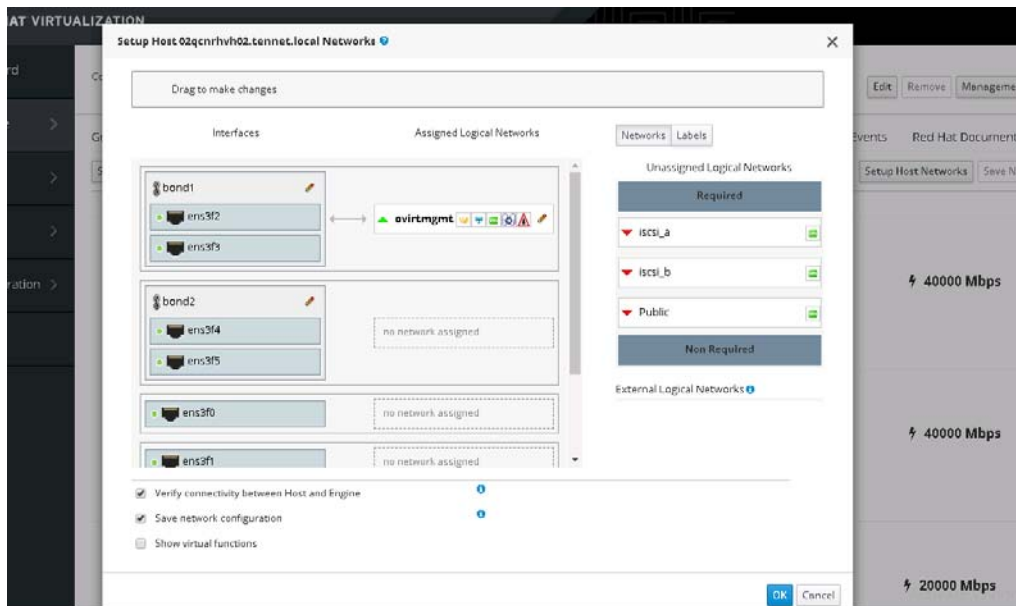 AT VIRTUALIZATION
Setup Host 02qcnrhvh02.tennet.local Networks
Drag to make changes
Interfaces
Assigned Logical Networks
Networks
Labels
Unassigned Logical Networks
Required
bond1
ens3f2
ens3f3
ovirtmgmt
iscsi_a
iscsi_b
Public
Non Required
External Logical Networks
bond2
ens3f4
ens3f5
no network assigned
ens3f0
no network assigned
ens3f1
no network assigned
Verify connectivity between Host and Engine
Save network configuration
Show virtual functions
OK
Cancel
rd
ration
Edit
Remove
Manageme
Events
Red Hat Document
Setup Host Networks
Save N
40000 Mbps
40000 Mbps
20000 Mbps